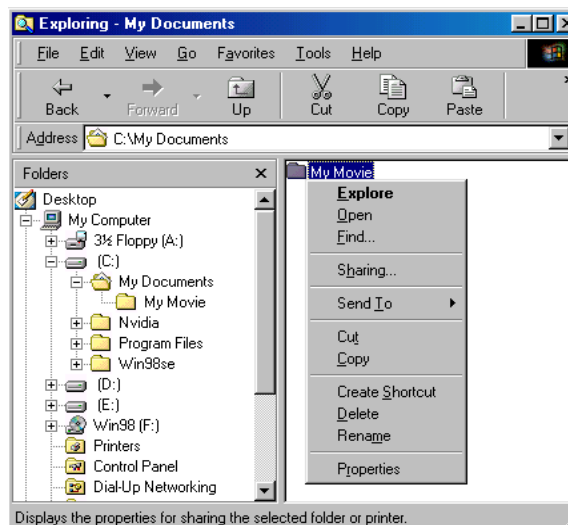 Exploring - My Documents
File Edit View Go Favorites Tools Help
Back Forward Up Cut Copy Paste »
Address C:\My Documents
Folders
Desktop
My Computer
3½ Floppy (A:)
(C:)
My Documents
My Movie
Nvidia
Program Files
Win98se
(D:)
(E:)
Win98 (F:)
Printers
Control Panel
Dial-Up Networking
My Movie
Explore
Open
Find...
Sharing...
Send To
Cut
Copy
Create Shortcut
Delete
Rename
Properties
Displays the properties for sharing the selected folder or printer.